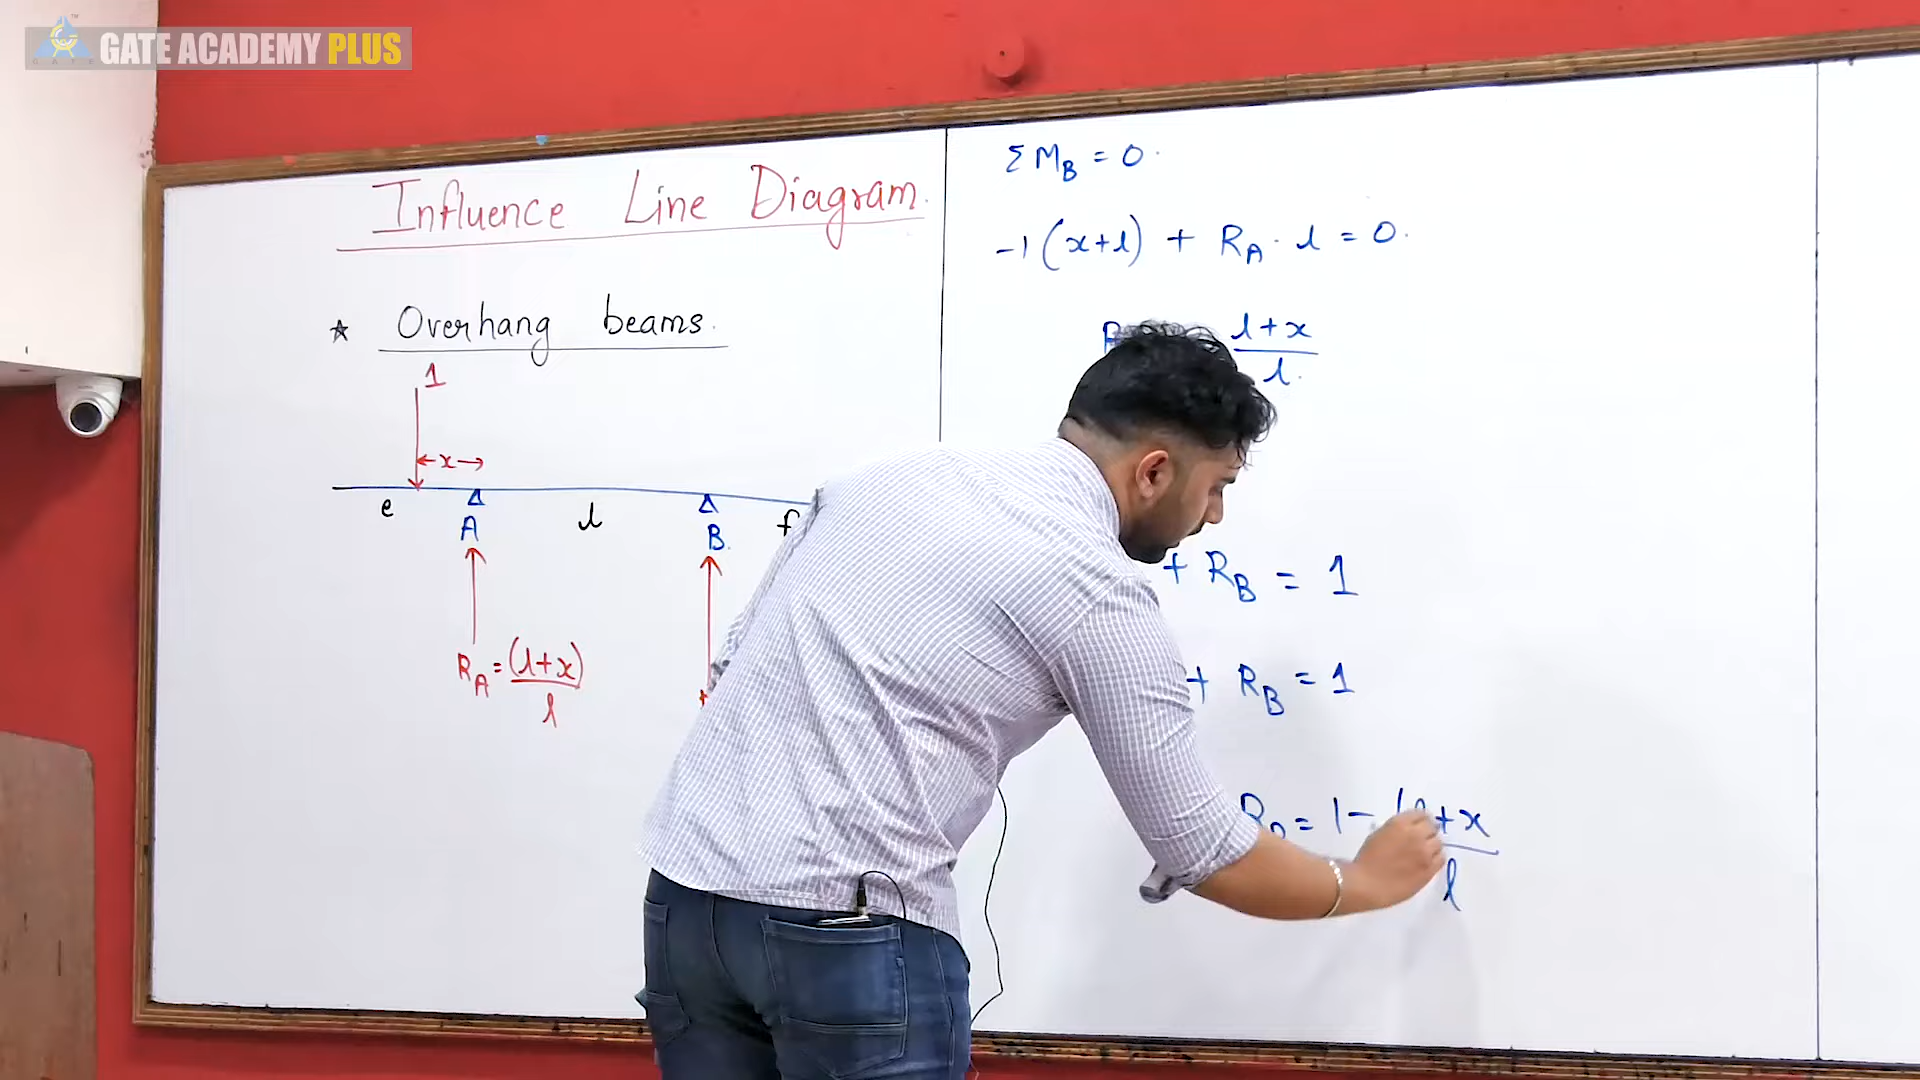 GATE ACADEMY PLUS
GATE
Influence Line Diagram.
★ Overhang beams.
1
←x→
e A l B. f
R_A = (l+x)/l
ΣM_B = 0.
-1(x+l) + R_A · l = 0.
l+x
l.
+ R_B = 1
+ R_B = 1
= 1 - +x
l